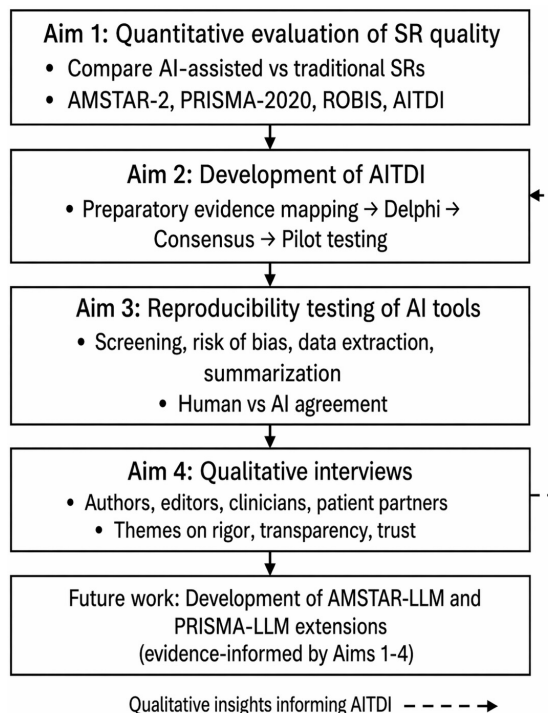 Aim 1: Quantitative evaluation of SR quality
• Compare AI-assisted vs traditional SRs
• AMSTAR-2, PRISMA-2020, ROBIS, AITDI
Aim 2: Development of AITDI
• Preparatory evidence mapping → Delphi →
Consensus → Pilot testing
Aim 3: Reproducibility testing of AI tools
• Screening, risk of bias, data extraction,
summarization
• Human vs AI agreement
Aim 4: Qualitative interviews
• Authors, editors, clinicians, patient partners
• Themes on rigor, transparency, trust
Future work: Development of AMSTAR-LLM and
PRISMA-LLM extensions
(evidence-informed by Aims 1-4)
Qualitative insights informing AITDI